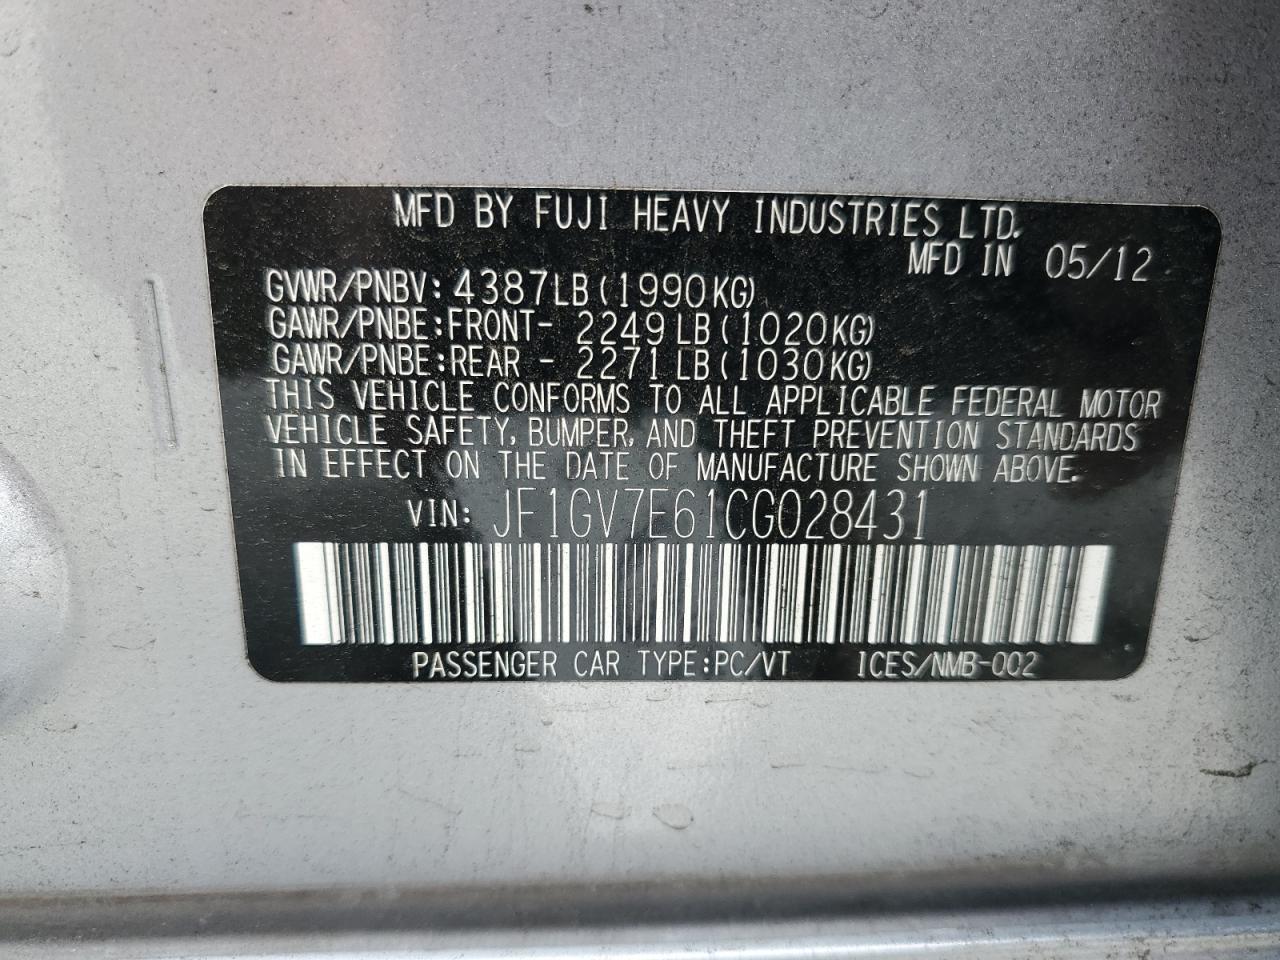 MFD BY FUJI HEAVY INDUSTRIES LTD.
MFD IN 05/12
GVWR/PNBV: 4387LB(1990KG)
GAWR/PNBE:FRONT- 2249LB(1020KG)
GAWR/PNBE:REAR - 2271LB(1030KG)
THIS VEHICLE CONFORMS TO ALL APPLICABLE FEDERAL MOTOR
VEHICLE SAFETY, BUMPER, AND THEFT PREVENTION STANDARDS
IN EFFECT ON THE DATE OF MANUFACTURE SHOWN ABOVE.
VIN: JF1GV7E61CG028431
PASSENGER CAR TYPE:PC/VT ICES/NMB-002